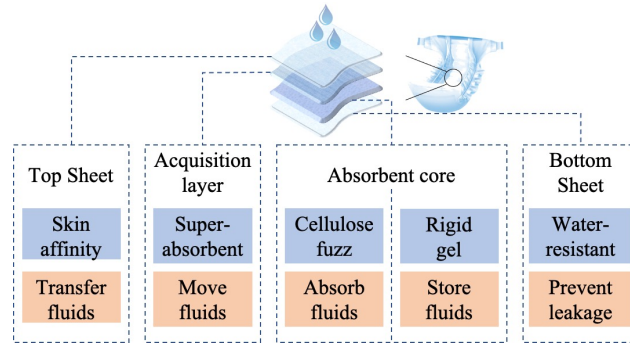 Top Sheet
Skin
affinity
Transfer
fluids
Acquisition
layer
Super-
absorbent
Move
fluids
Absorbent core
Cellulose
fuzz
Absorb
fluids
Rigid
gel
Store
fluids
Bottom
Sheet
Water-
resistant
Prevent
leakage